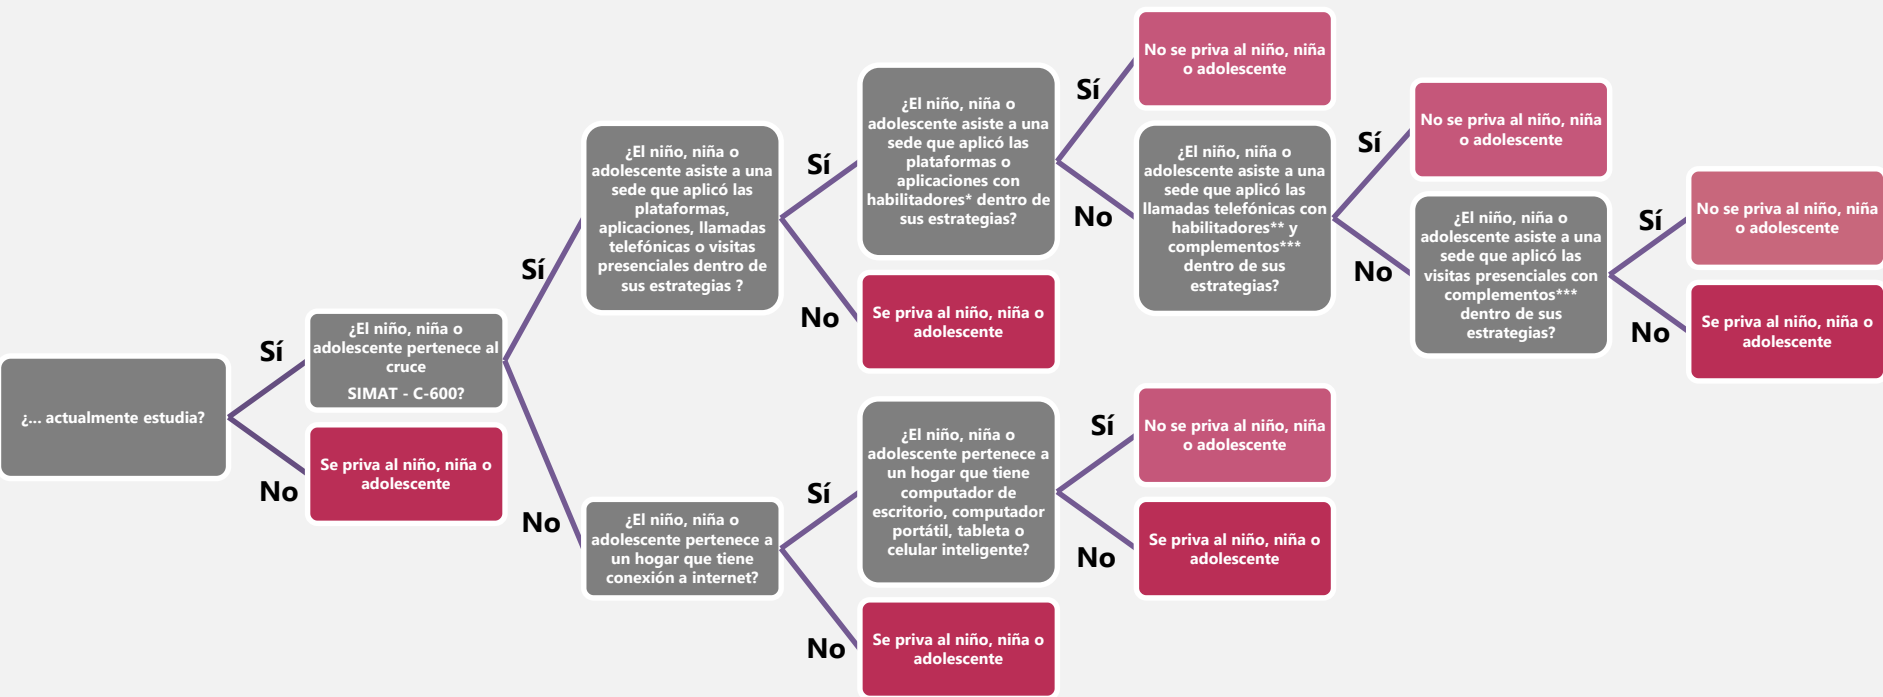 ¿... actualmente estudia?
Sí
No
¿El niño, niña o
adolescente pertenece al
cruce
SIMAT - C-600?
Se priva al niño, niña o
adolescente
Sí
No
¿El niño, niña o
adolescente asiste a una
sede que aplicó las
plataformas,
aplicaciones, llamadas
telefónicas o visitas
presenciales dentro de
sus estrategias ?
¿El niño, niña o
adolescente pertenece a
un hogar que tiene
conexión a internet?
Sí
No
Sí
No
¿El niño, niña o
adolescente asiste a una
sede que aplicó las
plataformas o
aplicaciones con
habilitadores* dentro de
sus estrategias?
Se priva al niño, niña o
adolescente
¿El niño, niña o
adolescente pertenece a
un hogar que tiene
computador de
escritorio, computador
portátil, tableta o
celular inteligente?
Se priva al niño, niña o
adolescente
Sí
No
Sí
No
No se priva al niño, niña
o adolescente
¿El niño, niña o
adolescente asiste a una
sede que aplicó las
llamadas telefónicas con
habilitadores** y
complementos***
dentro de sus
estrategias?
No se priva al niño, niña
o adolescente
Se priva al niño, niña o
adolescente
Sí
No
No se priva al niño, niña
o adolescente
¿El niño, niña o
adolescente asiste a una
sede que aplicó las
visitas presenciales con
complementos***
dentro de sus
estrategias?
Sí
No
No se priva al niño, niña
o adolescente
Se priva al niño, niña o
adolescente